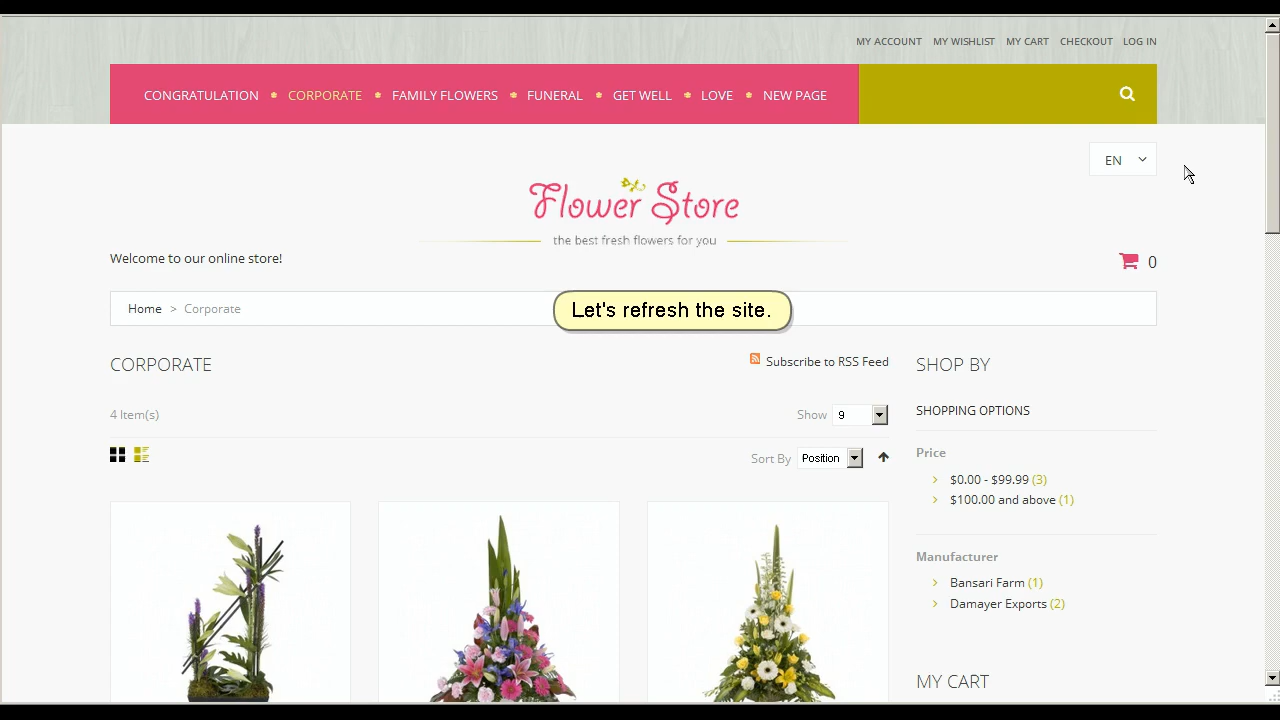 MY ACCOUNT MY WISHLIST MY CART CHECKOUT LOG IN
CONGRATULATION CORPORATE FAMILY FLOWERS FUNERAL GET WELL LOVE NEW PAGE
EN
Flower Store
the best fresh flowers for you
Welcome to our online store!
0
Home > Corporate
Let's refresh the site.
CORPORATE
Subscribe to RSS Feed
4 Item(s)
Show 9
Sort By Position
SHOP BY
SHOPPING OPTIONS
Price
$0.00 - $99.99 (3)
$100.00 and above (1)
Manufacturer
Bansari Farm (1)
Damayer Exports (2)
MY CART